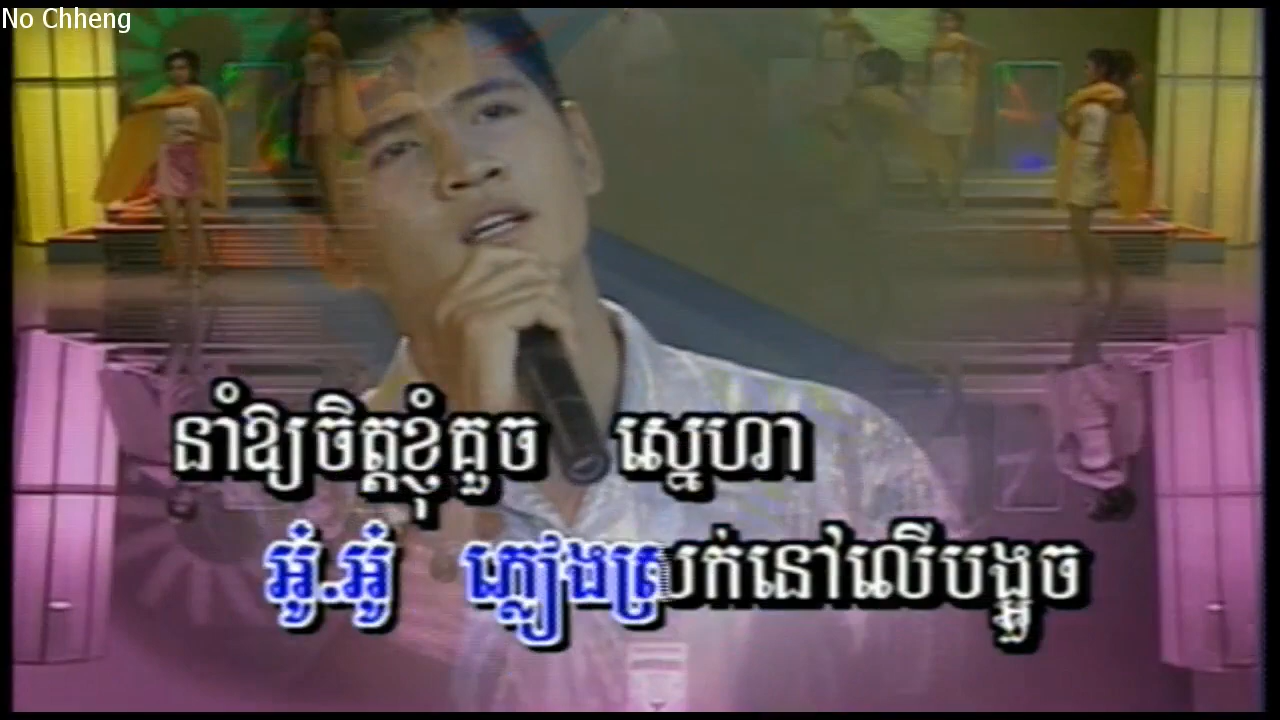 No Chheng
នាំឱ្យចិត្តខ្ញុំគួច ស្នេហា
អ៊ូំ.អ៊ូំ ភ្លៀងស្រក់នៅលើបង្អួច